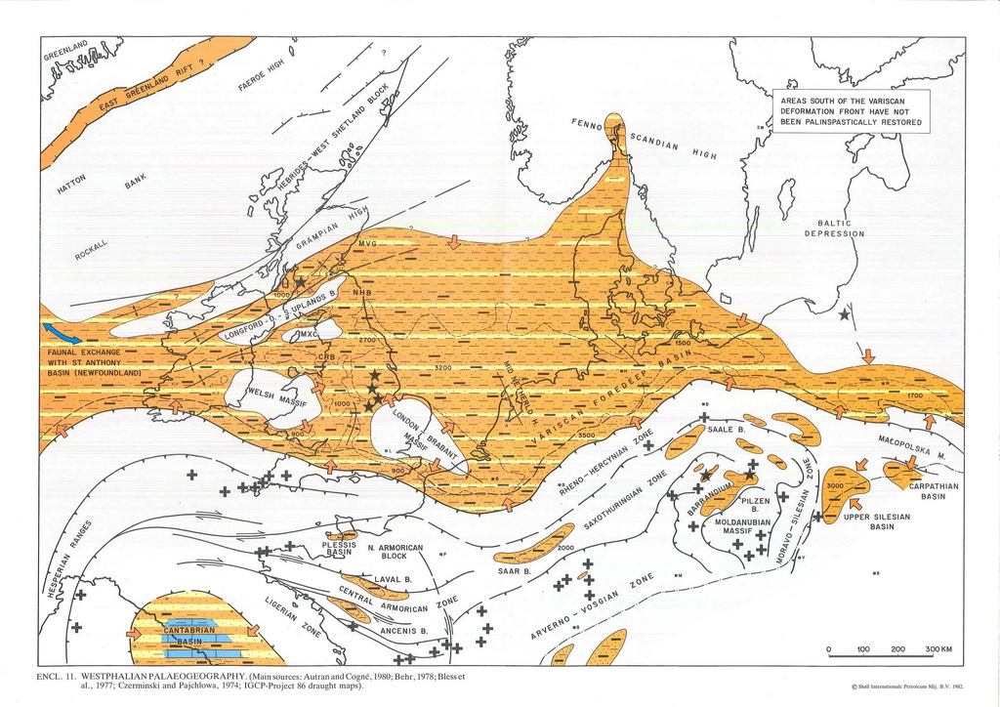 GREENLAND
EAST GREENLAND RIFT ?
FAEROE HIGH
?
HEBRIDES-WEST SHETLAND BLOCK
HATTON BANK
ROCKALL
GRAMPIAN HIGH
FENNO SCANDIAN HIGH
AREAS SOUTH OF THE VARISCAN
DEFORMATION FRONT HAVE NOT
BEEN PALINSPASTICALLY RESTORED
BALTIC
DEPRESSION
MVG
?
?
?
1000
NHB
LONGFORD-D.-S. UPLANDS B.
MXC
2700
CRB
FAUNAL EXCHANGE
WITH ST. ANTHONY
BASIN (NEWFOUNDLAND)
3200
1500
MID NETHERL. H.
VARISCAN FOREDEEP BASIN
3500
1700
WELSH MASSIF
1000
900
LONDON - BRABANT
MASSIF
900
SAALE B.
MAŁOPOLSKA M.
RHENO-HERCYNIAN ZONE
SAXOTHURINGIAN ZONE
BARRANDIUM
PILZEN
B.
MOLDANUBIAN
MASSIF
MORAVO-SILESIAN ZONE
3000
CARPATHIAN
BASIN
UPPER SILESIAN
BASIN
HESPERIAN RANGES
PLESSIS
BASIN
N. ARMORICAN
BLOCK
LAVAL B.
CENTRAL ARMORICAN ZONE
LIGERIAN ZONE
ANCENIS B.
SAAR B.
2000
ARVERNO-VOSGIAN ZONE
CANTABRIAN
BASIN
0 100 200 300 KM
ENCL. 11. WESTPHALIAN PALAEOGEOGRAPHY. (Main sources: Autran and Cogné, 1980; Behr, 1978; Bless et
al., 1977; Czerminski and Pajchlowa, 1974; IGCP-Project 86 draught maps).
© Shell Internationale Petroleum Mij. B.V. 1982.